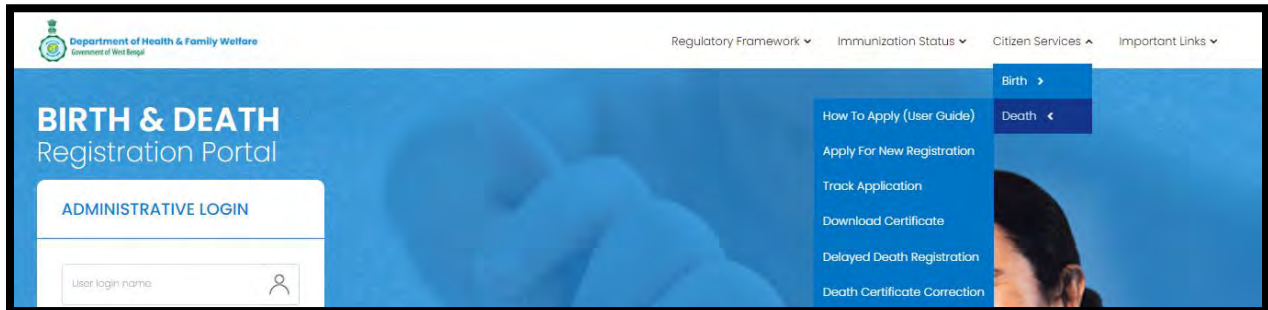 Department of Health & Family Welfare
Government of West Bengal
Regulatory Framework
Immunization Status
Citizen Services
Important Links
Birth
Death
How To Apply (User Guide)
Apply For New Registration
Track Application
Download Certificate
Delayed Death Registration
Death Certificate Correction
BIRTH & DEATH
Registration Portal
ADMINISTRATIVE LOGIN
User login name